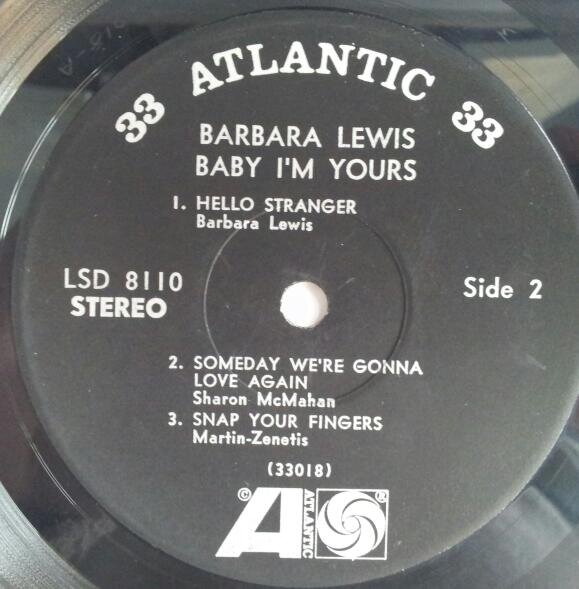 33 ATLANTIC 33
BARBARA LEWIS
BABY I'M YOURS
1. HELLO STRANGER
Barbara Lewis
LSD 8110
STEREO
Side 2
2. SOMEDAY WE'RE GONNA
LOVE AGAIN
Sharon McMahan
3. SNAP YOUR FINGERS
Martin-Zenetis
(33018)
© A ATLANTIC ®